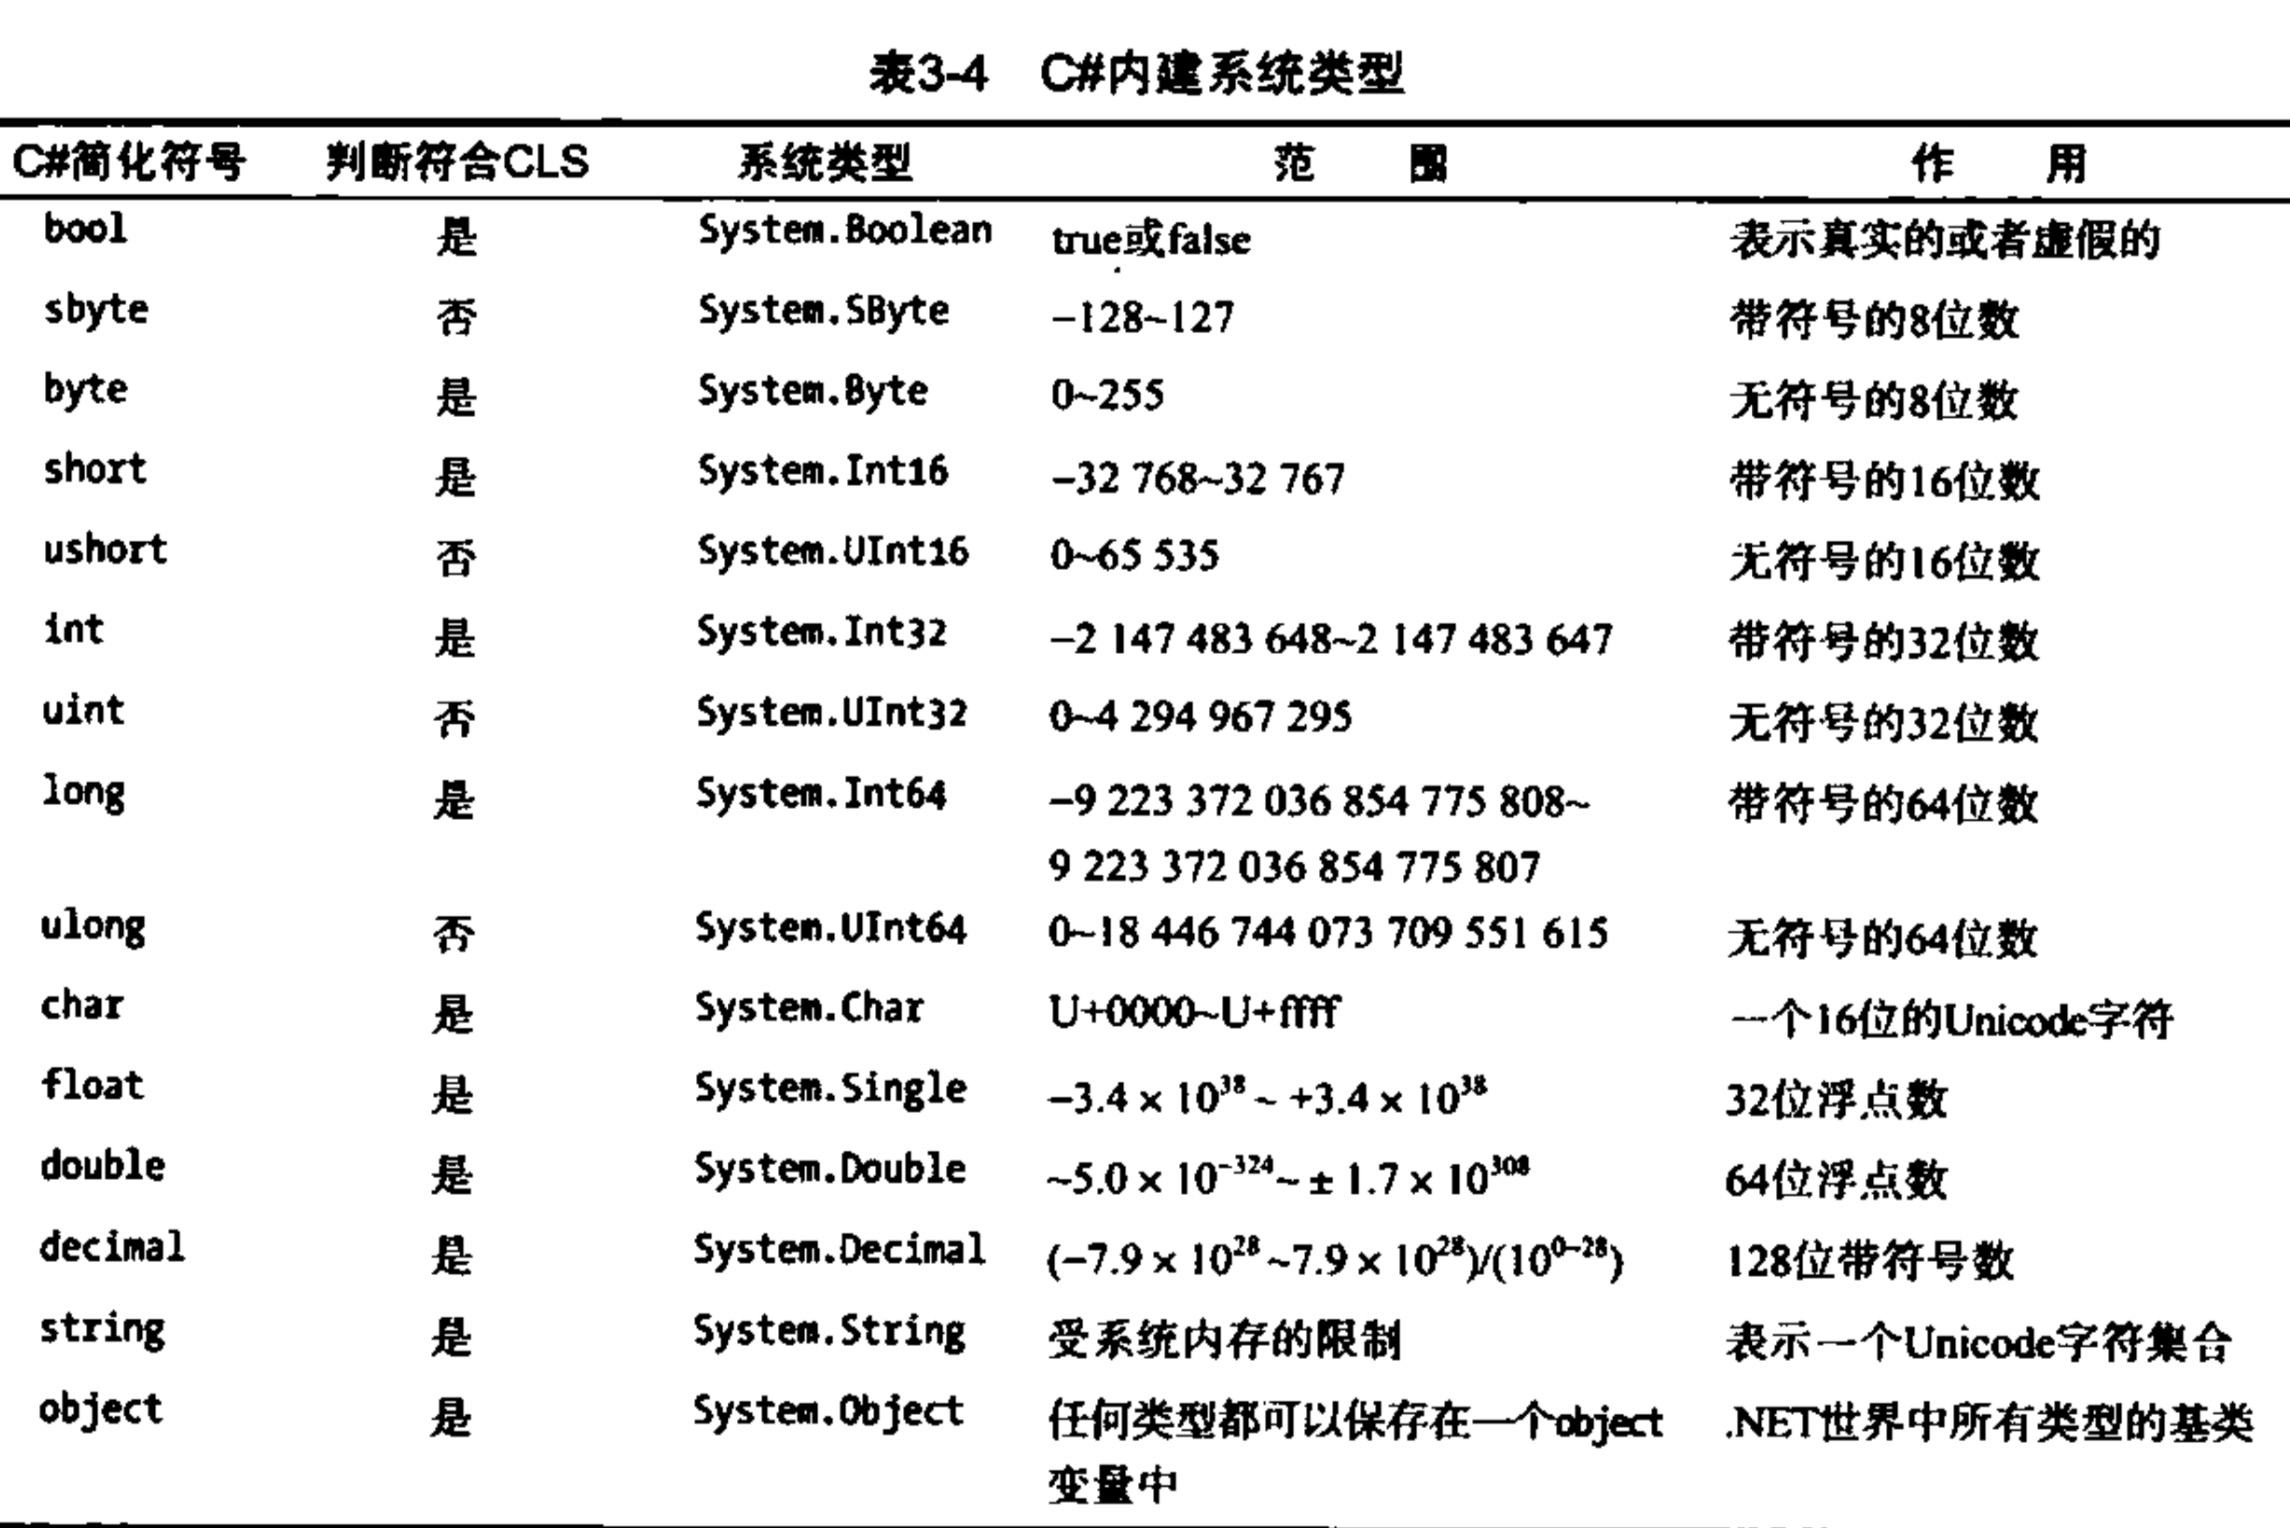 表3-4 C#内建系统类型
C#简化符号 判断符合CLS 系统类型 范 围 作 用
bool 是 System.Boolean true或false 表示真实的或者虚假的
sbyte 否 System.SByte −128~127 带符号的8位数
byte 是 System.Byte 0~255 无符号的8位数
short 是 System.Int16 −32 768~32 767 带符号的16位数
ushort 否 System.UInt16 0~65 535 无符号的16位数
int 是 System.Int32 −2 147 483 648~2 147 483 647 带符号的32位数
uint 否 System.UInt32 0~4 294 967 295 无符号的32位数
long 是 System.Int64 −9 223 372 036 854 775 808~ 带符号的64位数
9 223 372 036 854 775 807
ulong 否 System.UInt64 0~18 446 744 073 709 551 615 无符号的64位数
char 是 System.Char U+0000~U+ffff 一个16位的Unicode字符
float 是 System.Single −3.4 × 10³⁸ ~ +3.4 × 10³⁸ 32位浮点数
double 是 System.Double ~5.0 × 10⁻³²⁴~ ± 1.7 × 10³⁰⁸ 64位浮点数
decimal 是 System.Decimal (−7.9 × 10²⁸ ~7.9 × 10²⁸)/(10⁰⁻²⁸) 128位带符号数
string 是 System.String 受系统内存的限制 表示一个Unicode字符集合
object 是 System.Object 任何类型都可以保存在一个object .NET世界中所有类型的基类
变量中